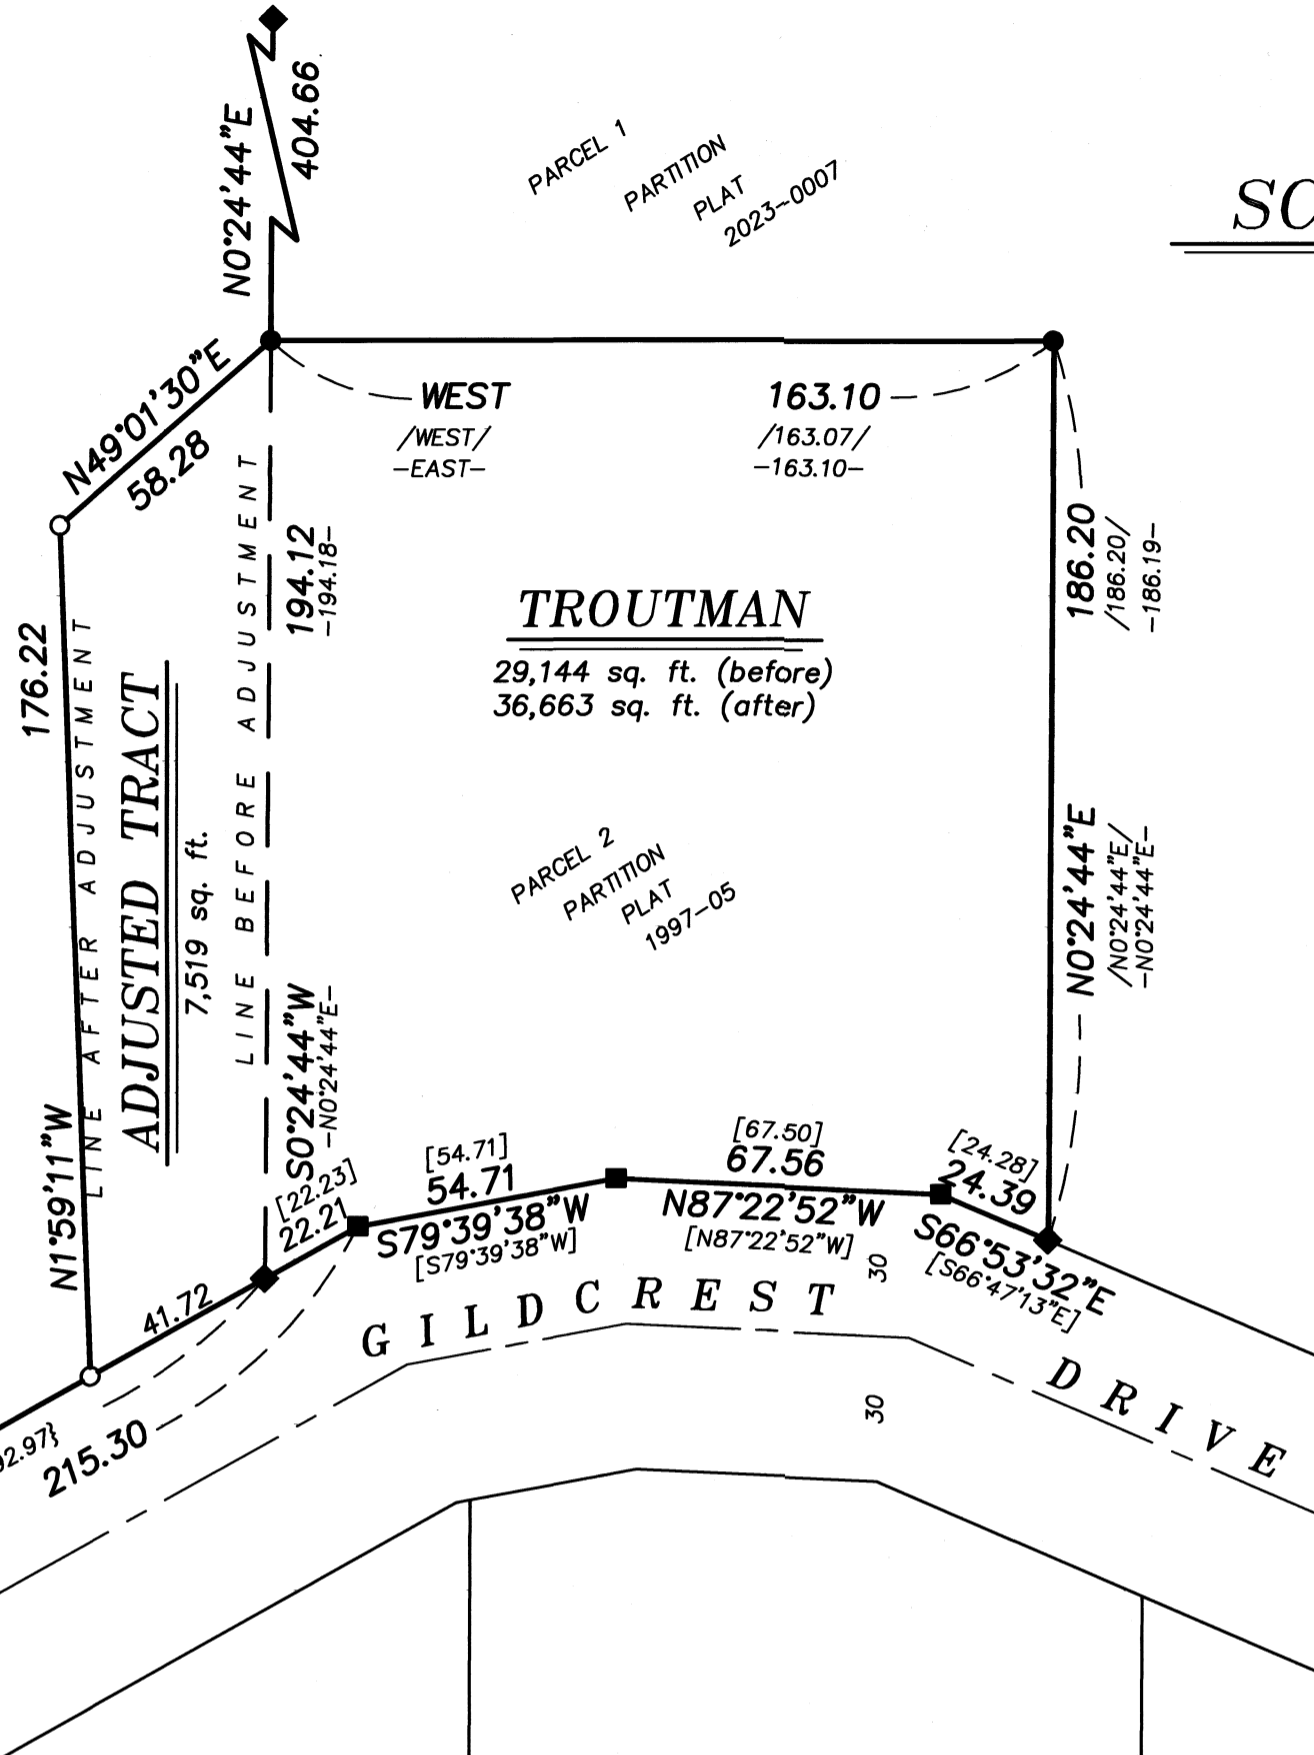 404.66
N0°24'44"E
PARCEL 1
PARTITION
PLAT
2023-0007
SC
N49°01'30"E
58.28
WEST
/WEST/
-EAST-
163.10
/163.07/
-163.10-
194.12
-194.18-
186.20
/186.20/
-186.19-
TROUTMAN
29,144 sq. ft. (before)
36,663 sq. ft. (after)
176.22
LINE AFTER ADJUSTMENT
ADJUSTED TRACT
7,519 sq. ft.
LINE BEFORE ADJUSTMENT
PARCEL 2
PARTITION
PLAT
1997-05
N0°24'44"E
/N0°24'44"E/
-N0°24'44"E-
S0°24'44"W
-N0°24'44"E-
N1°59'11"W
[22.23]
22.21
[54.71]
54.71
S79°39'38"W
[S79°39'38"W]
[67.50]
67.56
N87°22'52"W
[N87°22'52"W]
[24.28]
24.39
S66°53'32"E
[S66°47'13"E]
30
GILDCREST DRIVE
41.72
30
2.97}
215.30